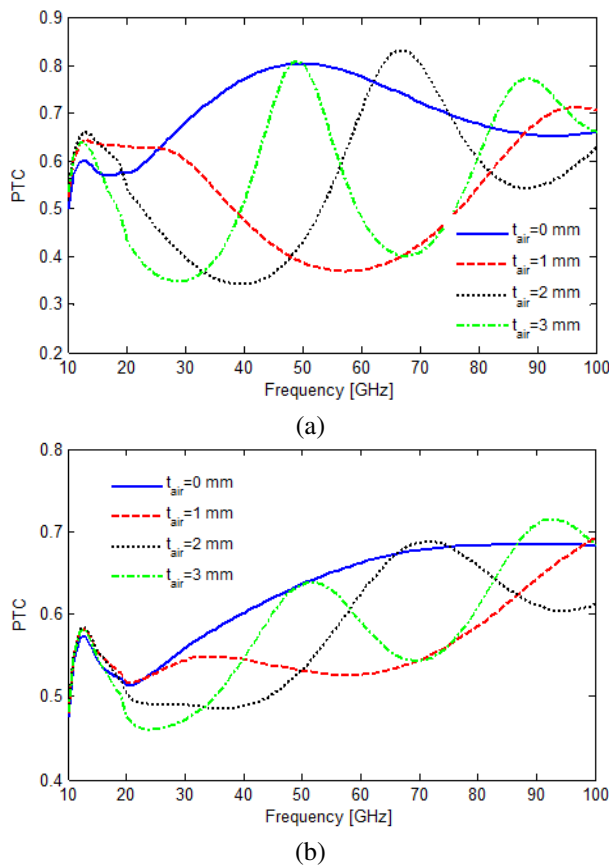 0.9
0.8
0.7
0.6
0.5
0.4
0.3
0.2
PTC
t_air=0 mm
t_air=1 mm
t_air=2 mm
t_air=3 mm
10 20 30 40 50 60 70 80 90 100
Frequency [GHz]
(a)
0.8
0.7
0.6
0.5
0.4
PTC
t_air=0 mm
t_air=1 mm
t_air=2 mm
t_air=3 mm
10 20 30 40 50 60 70 80 90 100
Frequency [GHz]
(b)